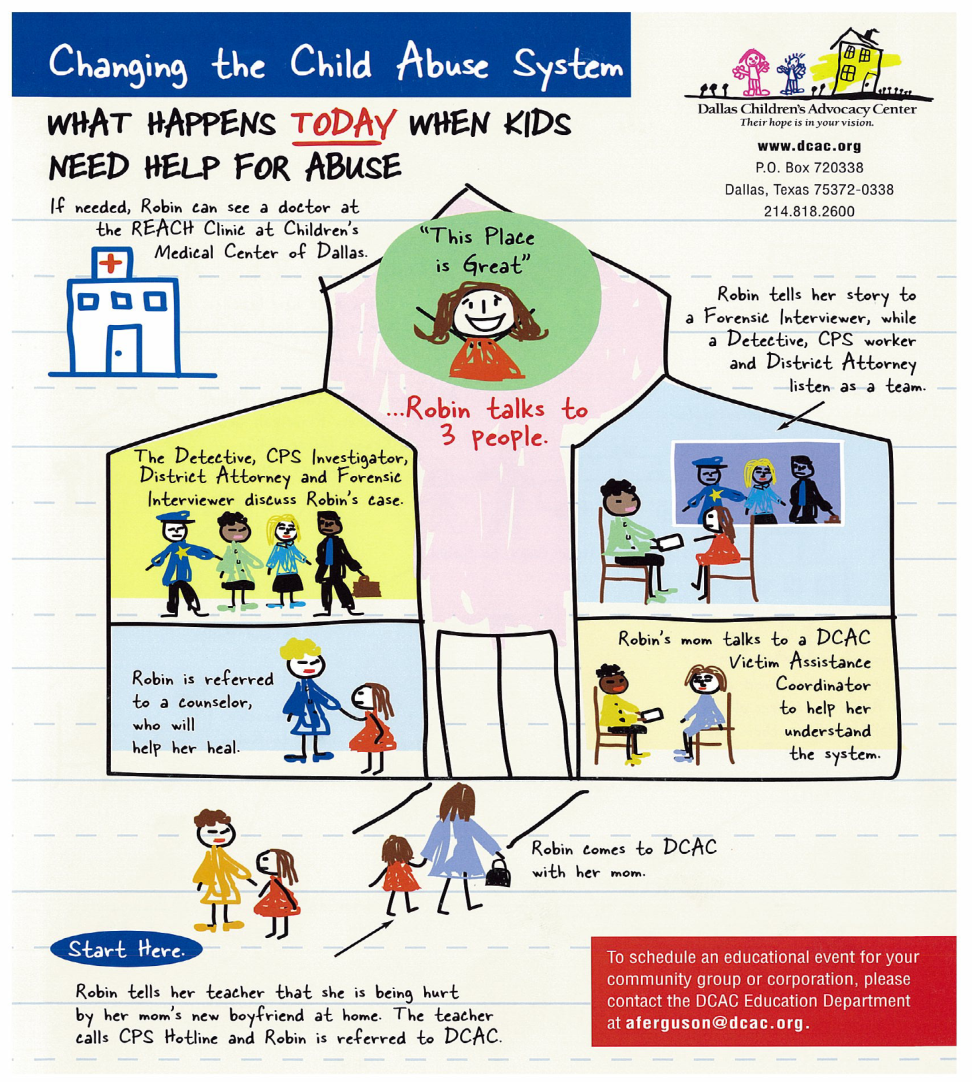 Changing the Child Abuse System
WHAT HAPPENS TODAY WHEN KIDS
NEED HELP FOR ABUSE
Dallas Children's Advocacy Center
Their hope is in your vision.
www.dcac.org
P.O. Box 720338
Dallas, Texas 75372-0338
214.818.2600
If needed, Robin can see a doctor at
the REACH Clinic at Children's
Medical Center of Dallas.
"This Place
is Great"
...Robin talks to
3 people.
Robin tells her story to
a Forensic Interviewer, while
a Detective, CPS worker
and District Attorney
listen as a team.
The Detective, CPS Investigator,
District Attorney and Forensic
Interviewer discuss Robin's case.
Robin is referred
to a counselor,
who will
help her heal.
Robin's mom talks to a DCAC
Victim Assistance
Coordinator
to help her
understand
the system.
Robin comes to DCAC
with her mom.
Start Here.
Robin tells her teacher that she is being hurt
by her mom's new boyfriend at home. The teacher
calls CPS Hotline and Robin is referred to DCAC.
To schedule an educational event for your
community group or corporation, please
contact the DCAC Education Department
at aferguson@dcac.org.